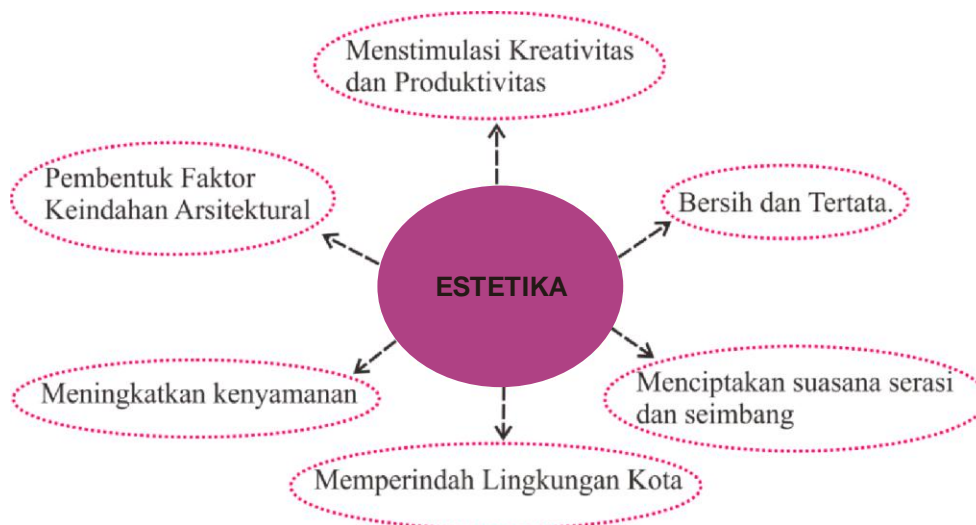 Menstimulasi Kreativitas
dan Produktivitas
Pembentuk Faktor
Keindahan Arsitektural
Bersih dan Tertata.
ESTETIKA
Meningkatkan kenyamanan
Menciptakan suasana serasi
dan seimbang
Memperindah Lingkungan Kota